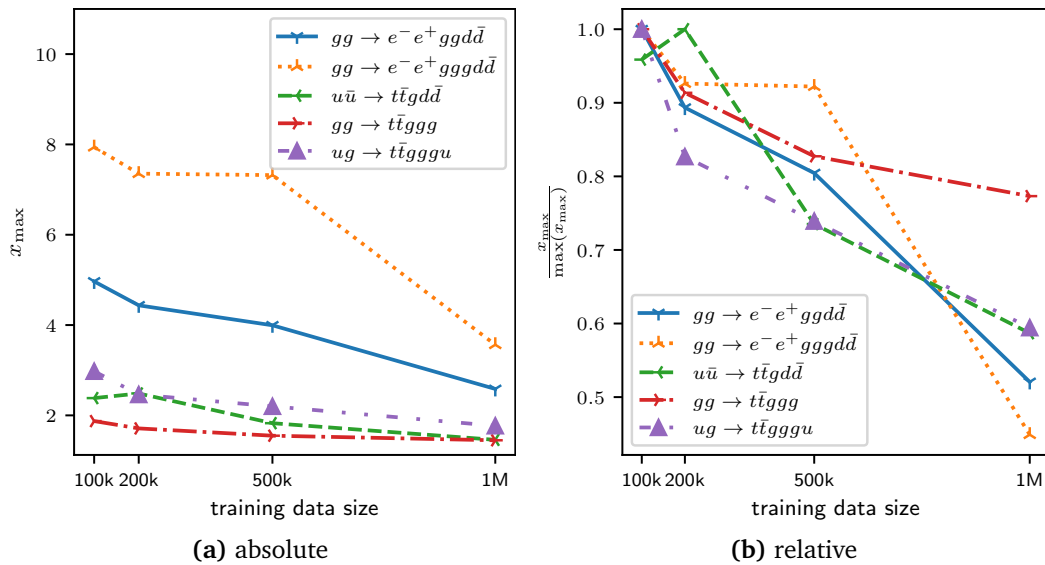 10
8
6
4
2
x_max
100k 200k 500k 1M
training data size
gg → e⁻e⁺ggdd̄
gg → e⁻e⁺gggdd̄
uū → tt̄gdd̄
gg → tt̄ggg
ug → tt̄gggu
(a) absolute
1.0
0.9
0.8
0.7
0.6
0.5
x_max
max(x_max)
gg → e⁻e⁺ggdd̄
gg → e⁻e⁺gggdd̄
uū → tt̄gdd̄
gg → tt̄ggg
ug → tt̄gggu
100k 200k 500k 1M
training data size
(b) relative